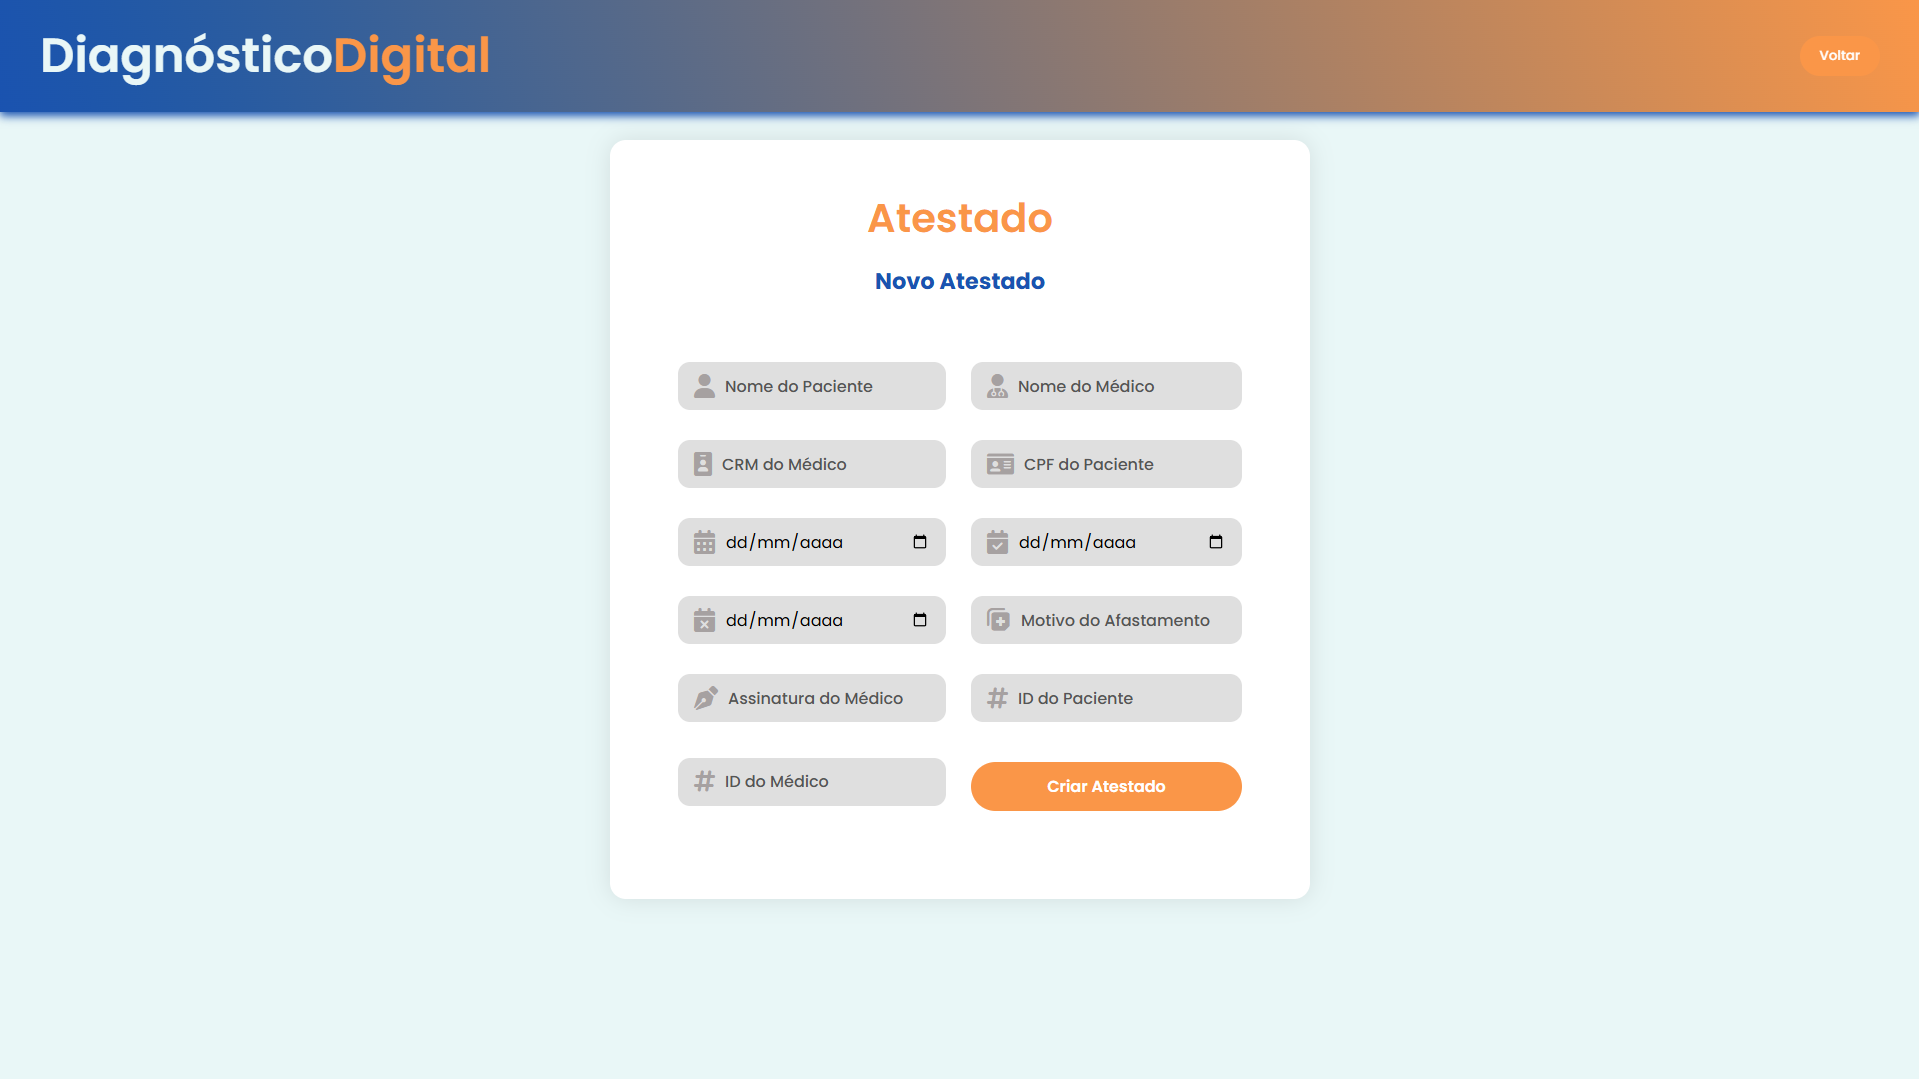 DiagnósticoDigital
Voltar
Atestado
Novo Atestado
Nome do Paciente
Nome do Médico
CRM do Médico
CPF do Paciente
dd/mm/aaaa
dd/mm/aaaa
dd/mm/aaaa
Motivo do Afastamento
Assinatura do Médico
ID do Paciente
ID do Médico
Criar Atestado